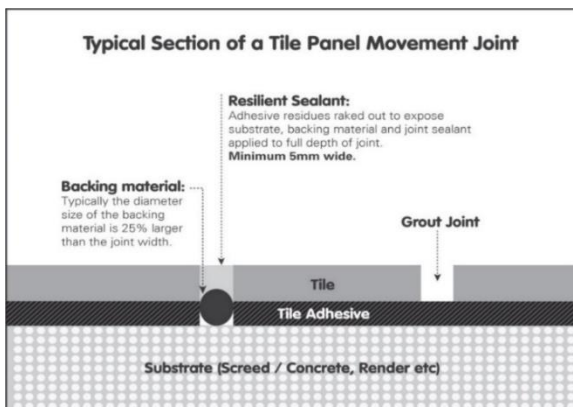 Typical Section of a Tile Panel Movement Joint
Resilient Sealant:
Adhesive residues raked out to expose
substrate, backing material and joint sealant
applied to full depth of joint.
Minimum 5mm wide.
Backing material:
Typically the diameter
size of the backing
material is 25% larger
than the joint width.
Grout Joint
Tile
Tile Adhesive
Substrate (Screed / Concrete, Render etc)